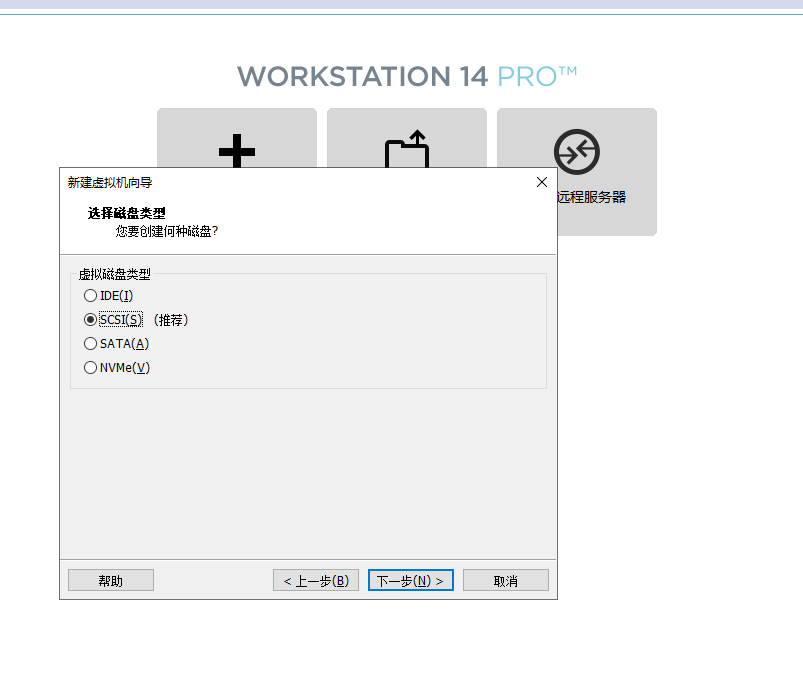 WORKSTATION 14 PRO™
远程服务器
新建虚拟机向导
选择磁盘类型
您要创建何种磁盘?
虚拟磁盘类型
IDE(I)
SCSI(S) （推荐）
SATA(A)
NVMe(V)
帮助
< 上一步(B)
下一步(N) >
取消